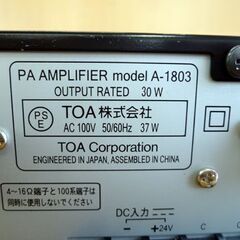 PA AMPLIFIER model A-1803
OUTPUT RATED 30 W
PS
E
TOA株式会社
AC 100V 50/60Hz 37 W
TOA Corporation
ENGINEERED IN JAPAN, ASSEMBLED IN CHINA
4～16Ω端子と100系端子は
同時に使用しないでください
DC入力
- +24V
C C